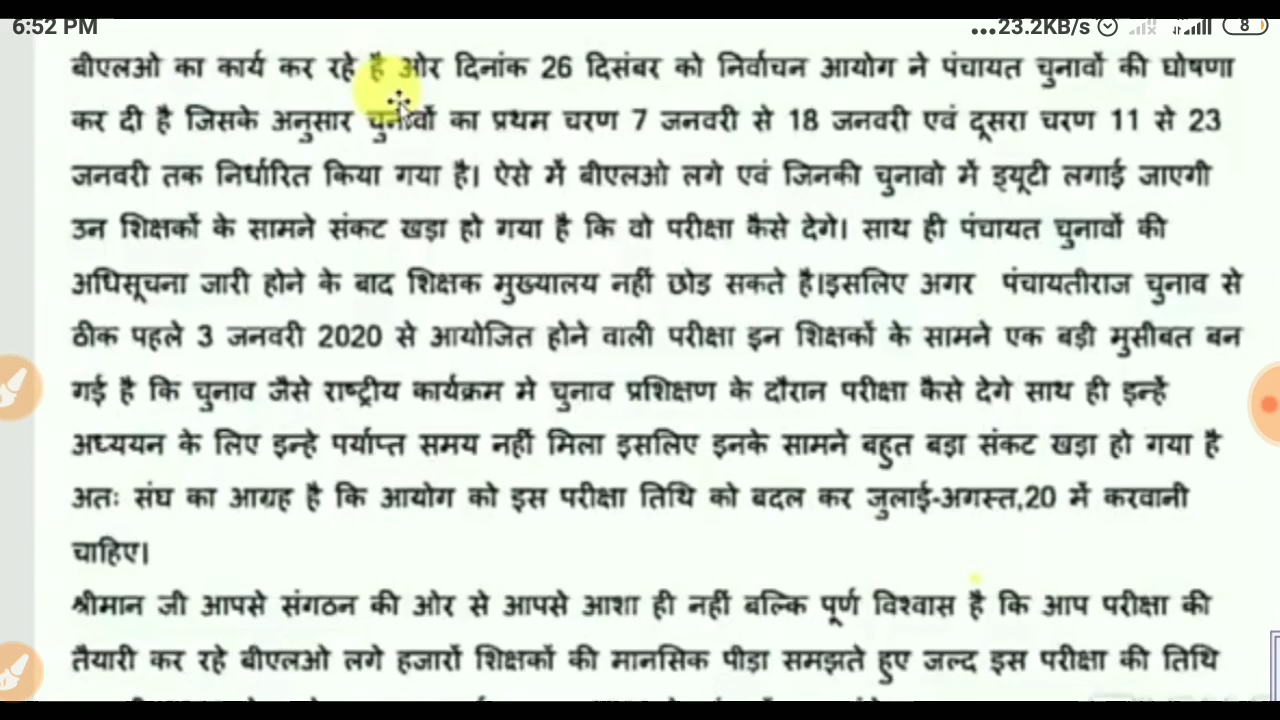 6:52 PM ...23.2KB/s 8
बीएलओ का कार्य कर रहे है ओर दिनांक 26 दिसंबर को निर्वाचन आयोग ने पंचायत चुनावों की घोषणा
कर दी है जिसके अनुसार चुनावों का प्रथम चरण 7 जनवरी से 18 जनवरी एवं दूसरा चरण 11 से 23
जनवरी तक निर्धारित किया गया है। ऐसे में बीएलओ लगे एवं जिनकी चुनावो में ड्यूटी लगाई जाएगी
उन शिक्षकों के सामने संकट खड़ा हो गया है कि वो परीक्षा कैसे देगे। साथ ही पंचायत चुनावों की
अधिसूचना जारी होने के बाद शिक्षक मुख्यालय नहीं छोड सकते है।इसलिए अगर पंचायतीराज चुनाव से
ठीक पहले 3 जनवरी 2020 से आयोजित होने वाली परीक्षा इन शिक्षकों के सामने एक बड़ी मुसीबत बन
गई है कि चुनाव जैसे राष्ट्रीय कार्यक्रम मे चुनाव प्रशिक्षण के दौरान परीक्षा कैसे देगे साथ ही इन्हें
अध्ययन के लिए इन्हे पर्याप्त समय नहीं मिला इसलिए इनके सामने बहुत बड़ा संकट खड़ा हो गया है
अतः संघ का आग्रह है कि आयोग को इस परीक्षा तिथि को बदल कर जुलाई-अगस्त,20 में करवानी
चाहिए।
श्रीमान जी आपसे संगठन की ओर से आपसे आशा ही नहीं बल्कि पूर्ण विश्वास है कि आप परीक्षा की
तैयारी कर रहे बीएलओ लगे हजारों शिक्षकों की मानसिक पीड़ा समझते हुए जल्द इस परीक्षा की तिथि